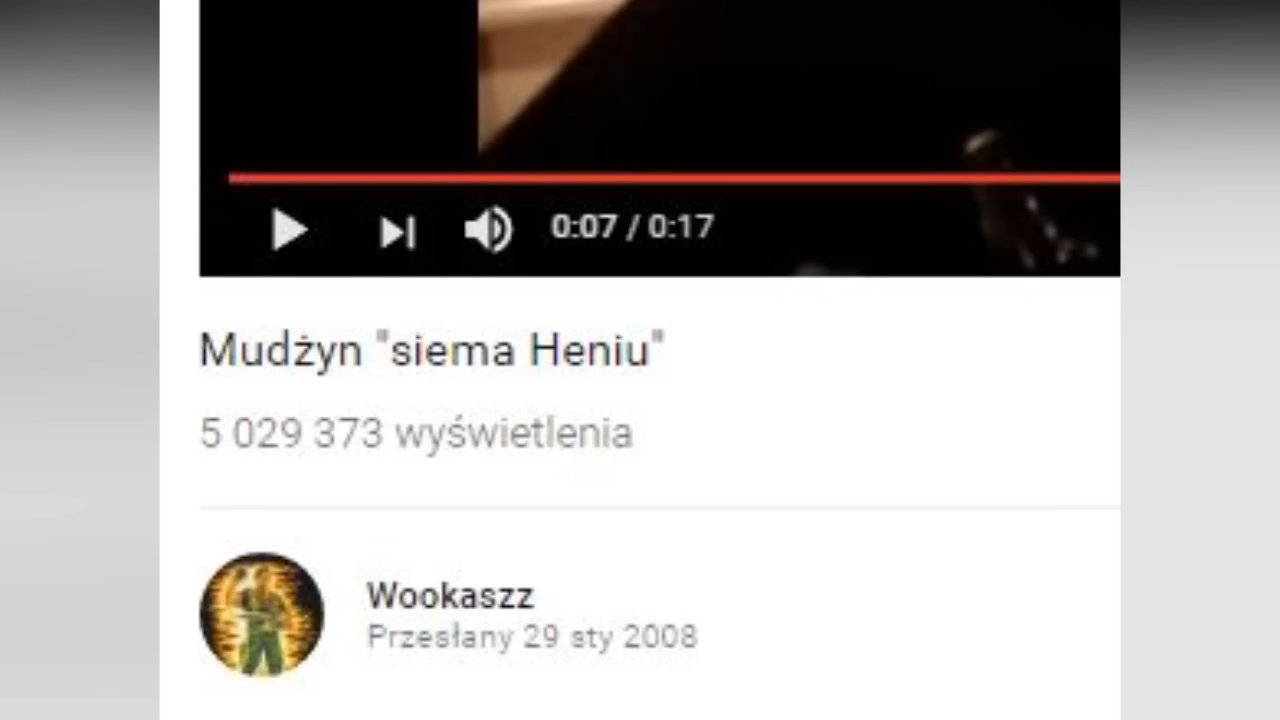 0:07 / 0:17
Mudżyn "siema Heniu"
5 029 373 wyświetlenia
Wookaszz
Przesłany 29 sty 2008